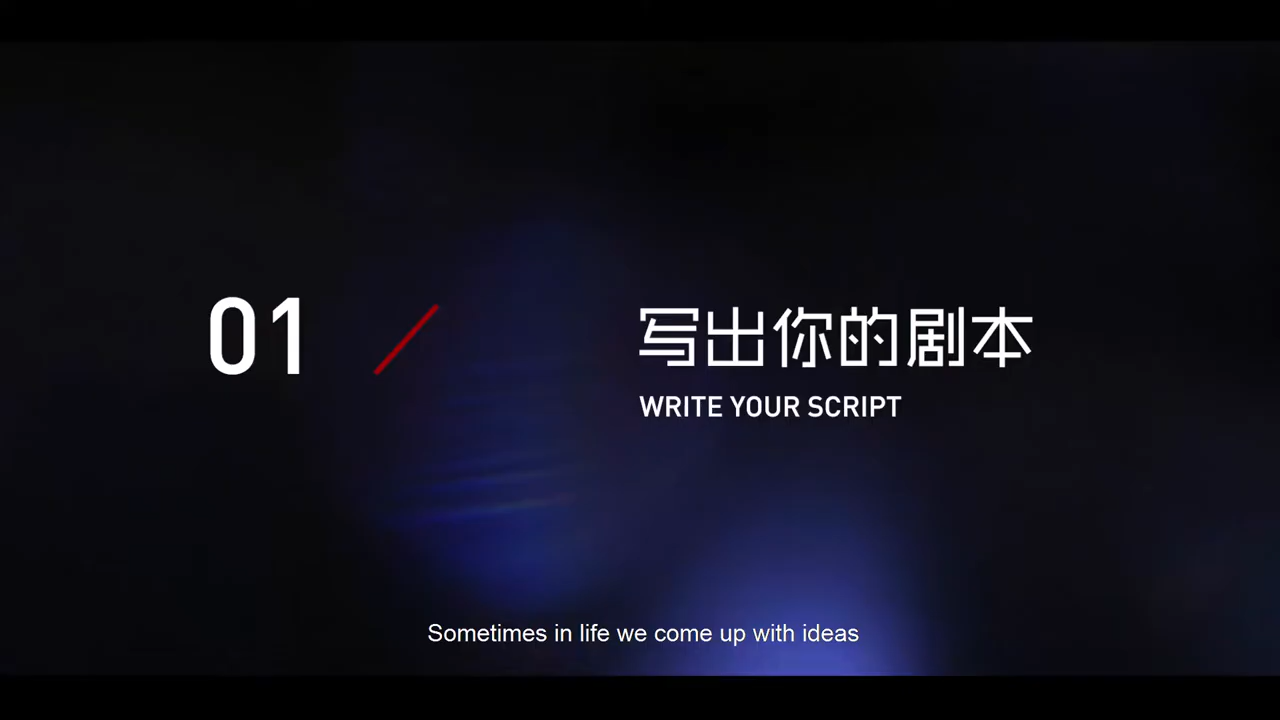 01
写出你的剧本
WRITE YOUR SCRIPT
Sometimes in life we come up with ideas